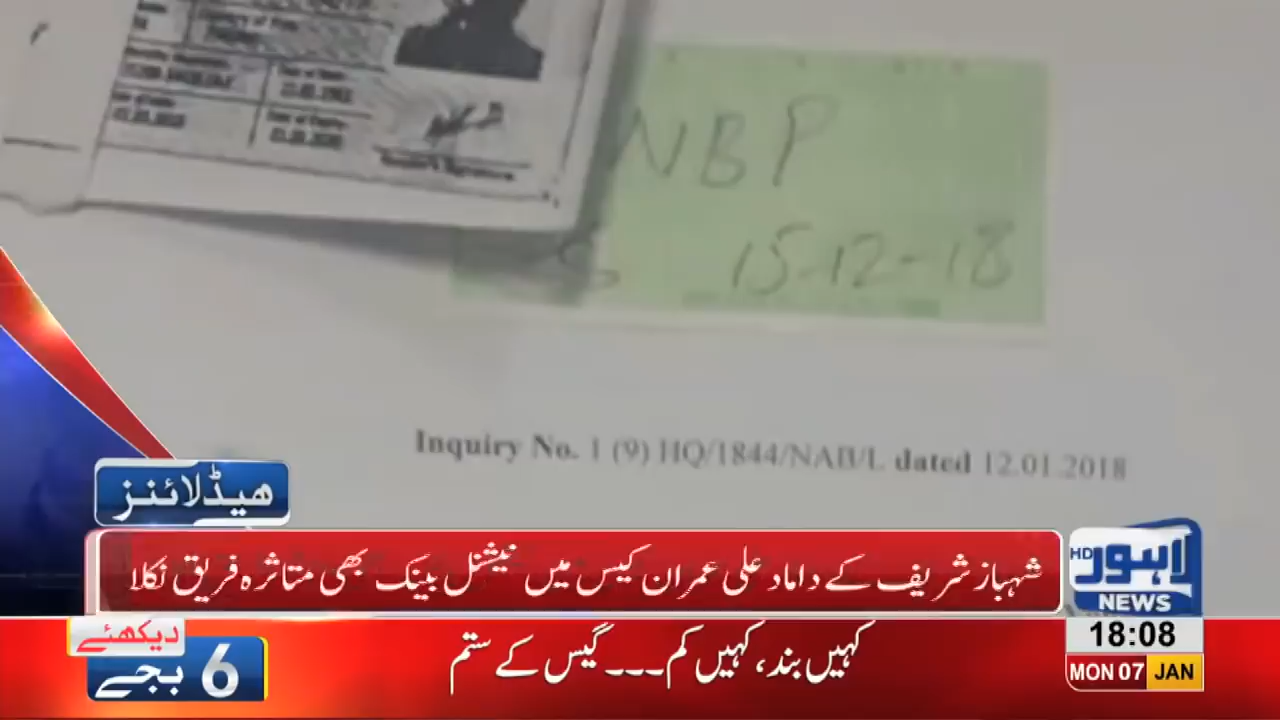 NBP
15-12-18
Inquiry No. 1 (9) HQ/1844/NAB/L dated 12.01.2018
ھیڈلائنز
شہباز شریف کے داماد علی عمران کیس میں نیشنل بینک بھی متاثرہ فریق نکلا
HD
لاہور
NEWS
18:08
MON 07 JAN
دیکھئے
6 بجے
کہیں بند، کہیں کم۔۔۔ گیس کے ستم